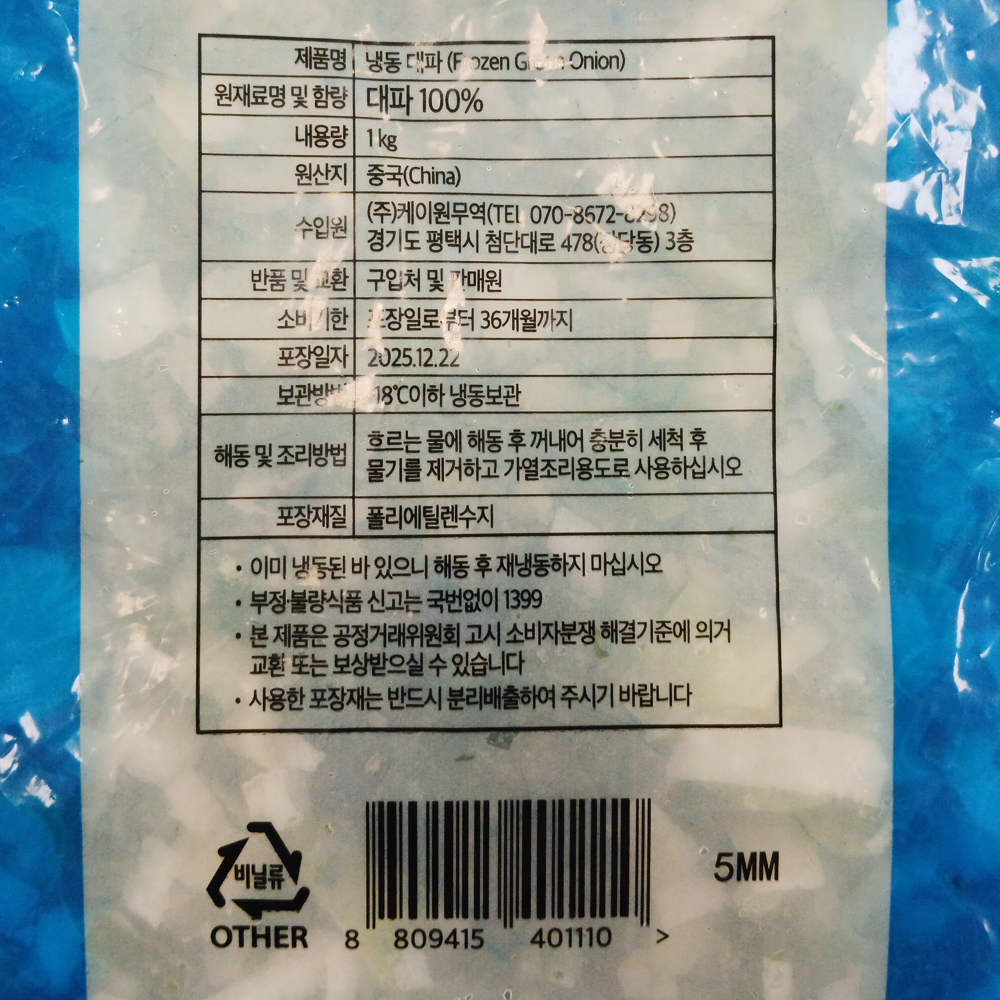 제품명 냉동 대파 (Frozen Green Onion)
원재료명 및 함량 대파 100%
내용량 1kg
원산지 중국(China)
수입원 (주)케이원무역(TEL 070-8672-
경기도 평택시 첨단대로 478(장당동) 3층
반품 및 교환 구입처 및 판매원
소비기한 포장일로부터 36개월까지
포장일자 2025.12.22
보관방법 -18℃이하 냉동보관
해동 및 조리방법 흐르는 물에 해동 후 꺼내어 충분히 세척 후
물기를 제거하고 가열조리용도로 사용하십시오
포장재질 폴리에틸렌수지
• 이미 냉동된 바 있으니 해동 후 재냉동하지 마십시오
• 부정·불량식품 신고는 국번없이 1399
• 본 제품은 공정거래위원회 고시 소비자분쟁 해결기준에 의거
교환 또는 보상받으실 수 있습니다
• 사용한 포장재는 반드시 분리배출하여 주시기 바랍니다
비닐류
OTHER
8 809415 401110 >
5MM